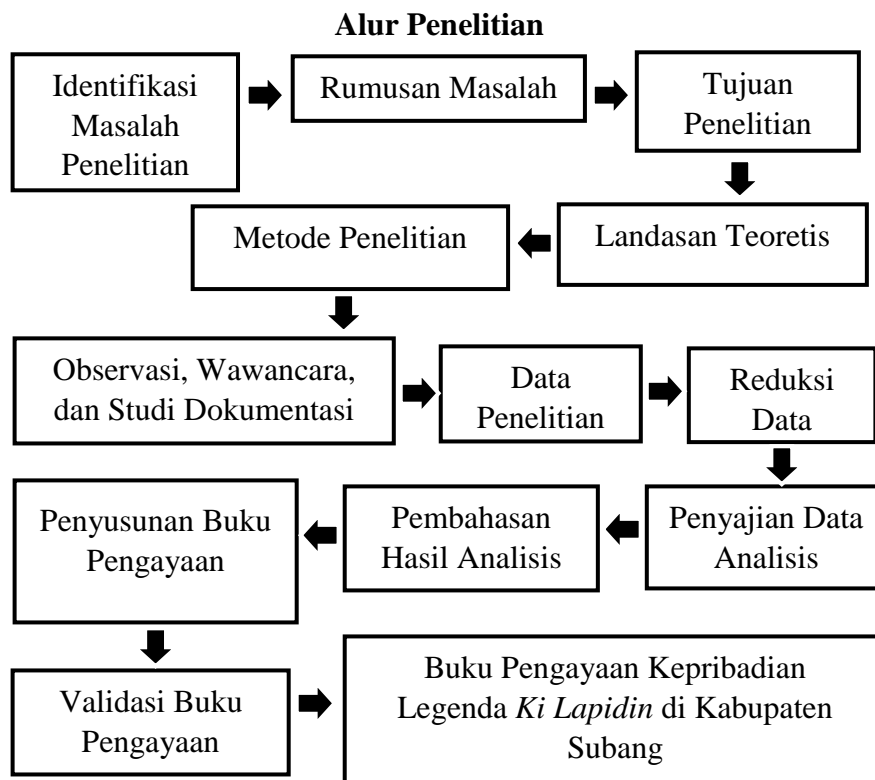 Alur Penelitian
Identifikasi
Masalah
Penelitian
Rumusan Masalah
Tujuan
Penelitian
Landasan Teoretis
Metode Penelitian
Observasi, Wawancara,
dan Studi Dokumentasi
Data
Penelitian
Reduksi
Data
Penyajian Data
Analisis
Pembahasan
Hasil Analisis
Penyusunan Buku
Pengayaan
Validasi Buku
Pengayaan
Buku Pengayaan Kepribadian
Legenda Ki Lapidin di Kabupaten
Subang